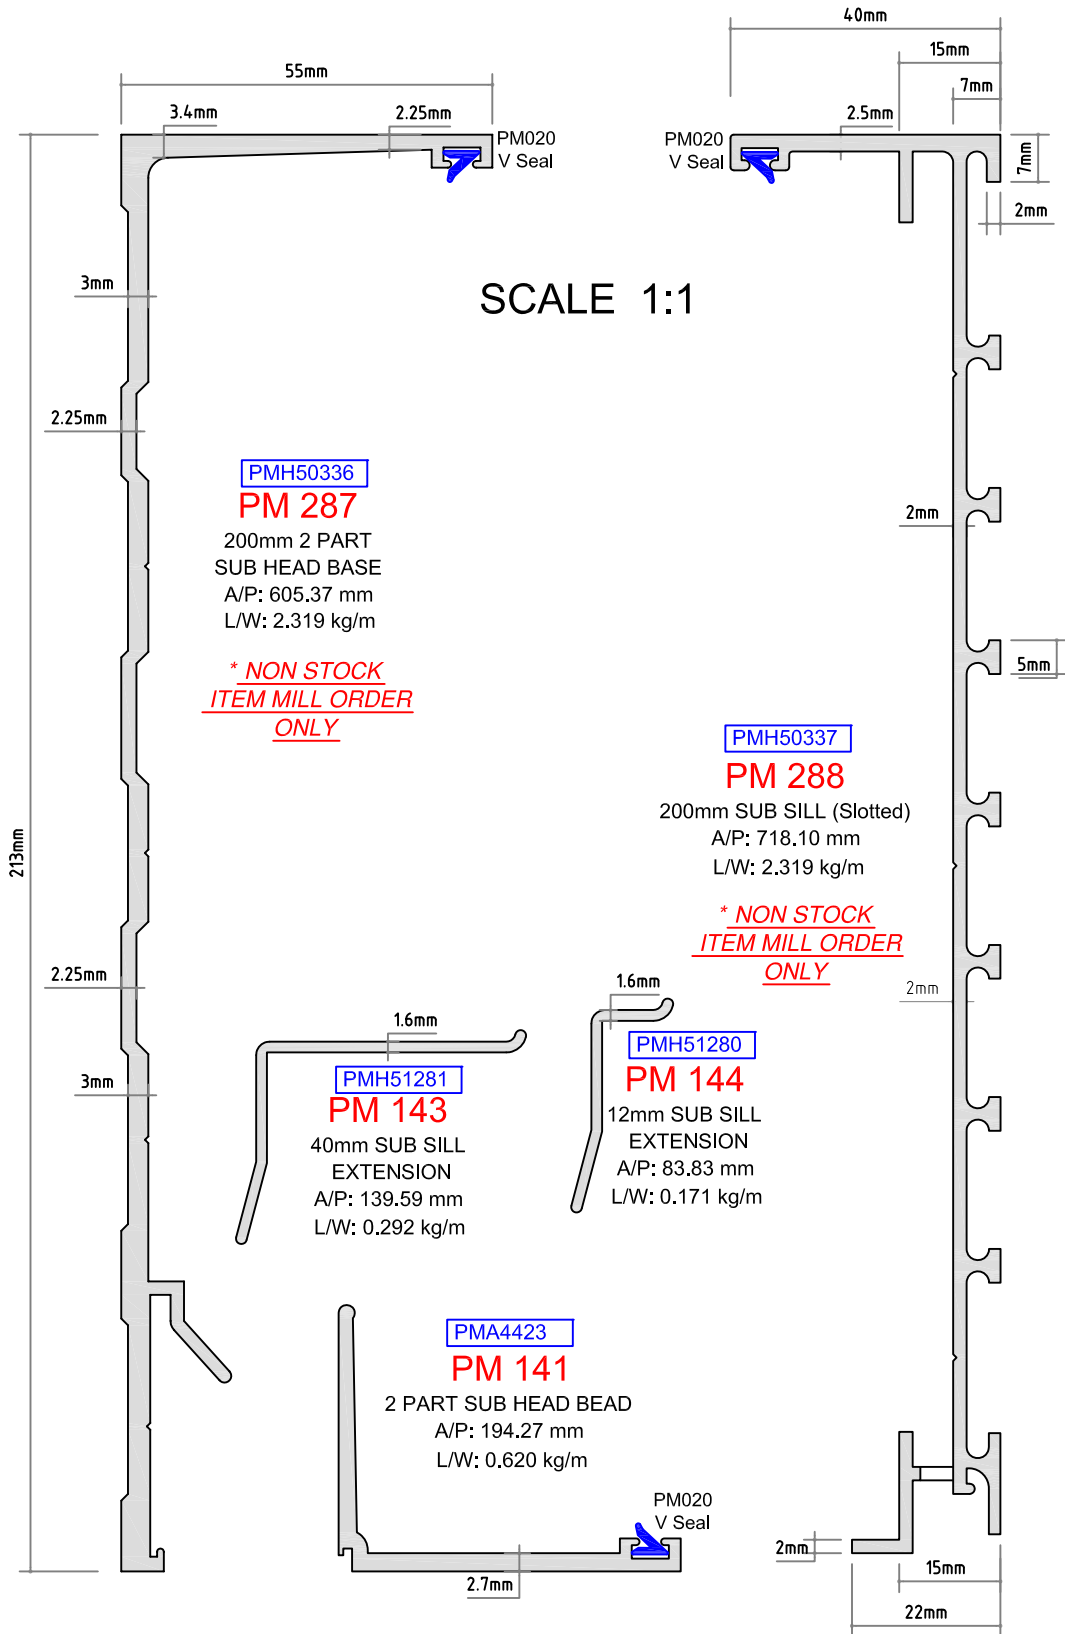 40mm
15mm
55mm
7mm
3.4mm
2.25mm
2.5mm
PM020
V Seal
PM020
V Seal
7mm
2mm
3mm
SCALE 1:1
2.25mm
PMH50336
PM 287
200mm 2 PART
SUB HEAD BASE
A/P: 605.37 mm
L/W: 2.319 kg/m
* NON STOCK
ITEM MILL ORDER
ONLY
2mm
5mm
PMH50337
PM 288
200mm SUB SILL (Slotted)
A/P: 718.10 mm
L/W: 2.319 kg/m
* NON STOCK
ITEM MILL ORDER
ONLY
213mm
2.25mm
2mm
1.6mm
1.6mm
3mm
PMH51281
PM 143
40mm SUB SILL
EXTENSION
A/P: 139.59 mm
L/W: 0.292 kg/m
PMH51280
PM 144
12mm SUB SILL
EXTENSION
A/P: 83.83 mm
L/W: 0.171 kg/m
PMA4423
PM 141
2 PART SUB HEAD BEAD
A/P: 194.27 mm
L/W: 0.620 kg/m
PM020
V Seal
2mm
2.7mm
15mm
22mm